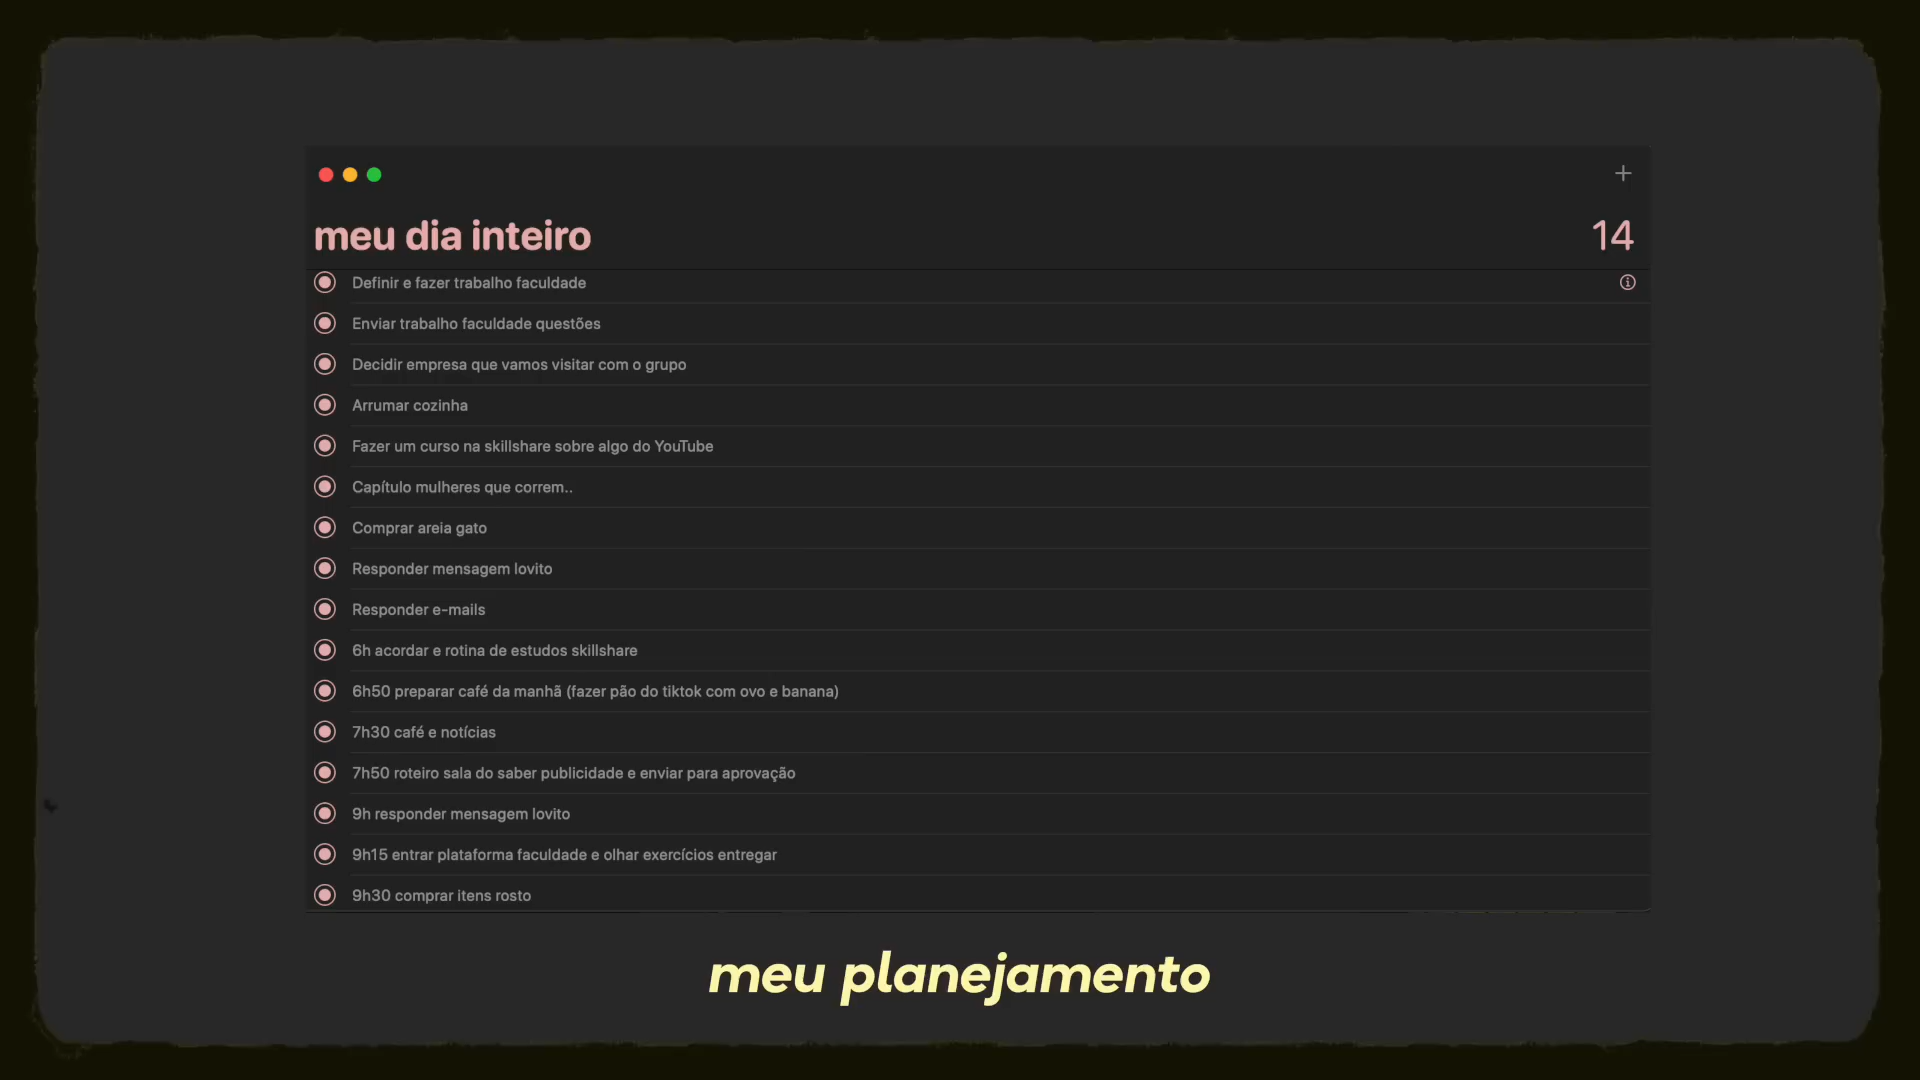 meu dia inteiro
14
Definir e fazer trabalho faculdade
Enviar trabalho faculdade questões
Decidir empresa que vamos visitar com o grupo
Arrumar cozinha
Fazer um curso na skillshare sobre algo do YouTube
Capítulo mulheres que correm..
Comprar areia gato
Responder mensagem lovito
Responder e-mails
6h acordar e rotina de estudos skillshare
6h50 preparar café da manhã (fazer pão do tiktok com ovo e banana)
7h30 café e notícias
7h50 roteiro sala do saber publicidade e enviar para aprovação
9h responder mensagem lovito
9h15 entrar plataforma faculdade e olhar exercícios entregar
9h30 comprar itens rosto
meu planejamento